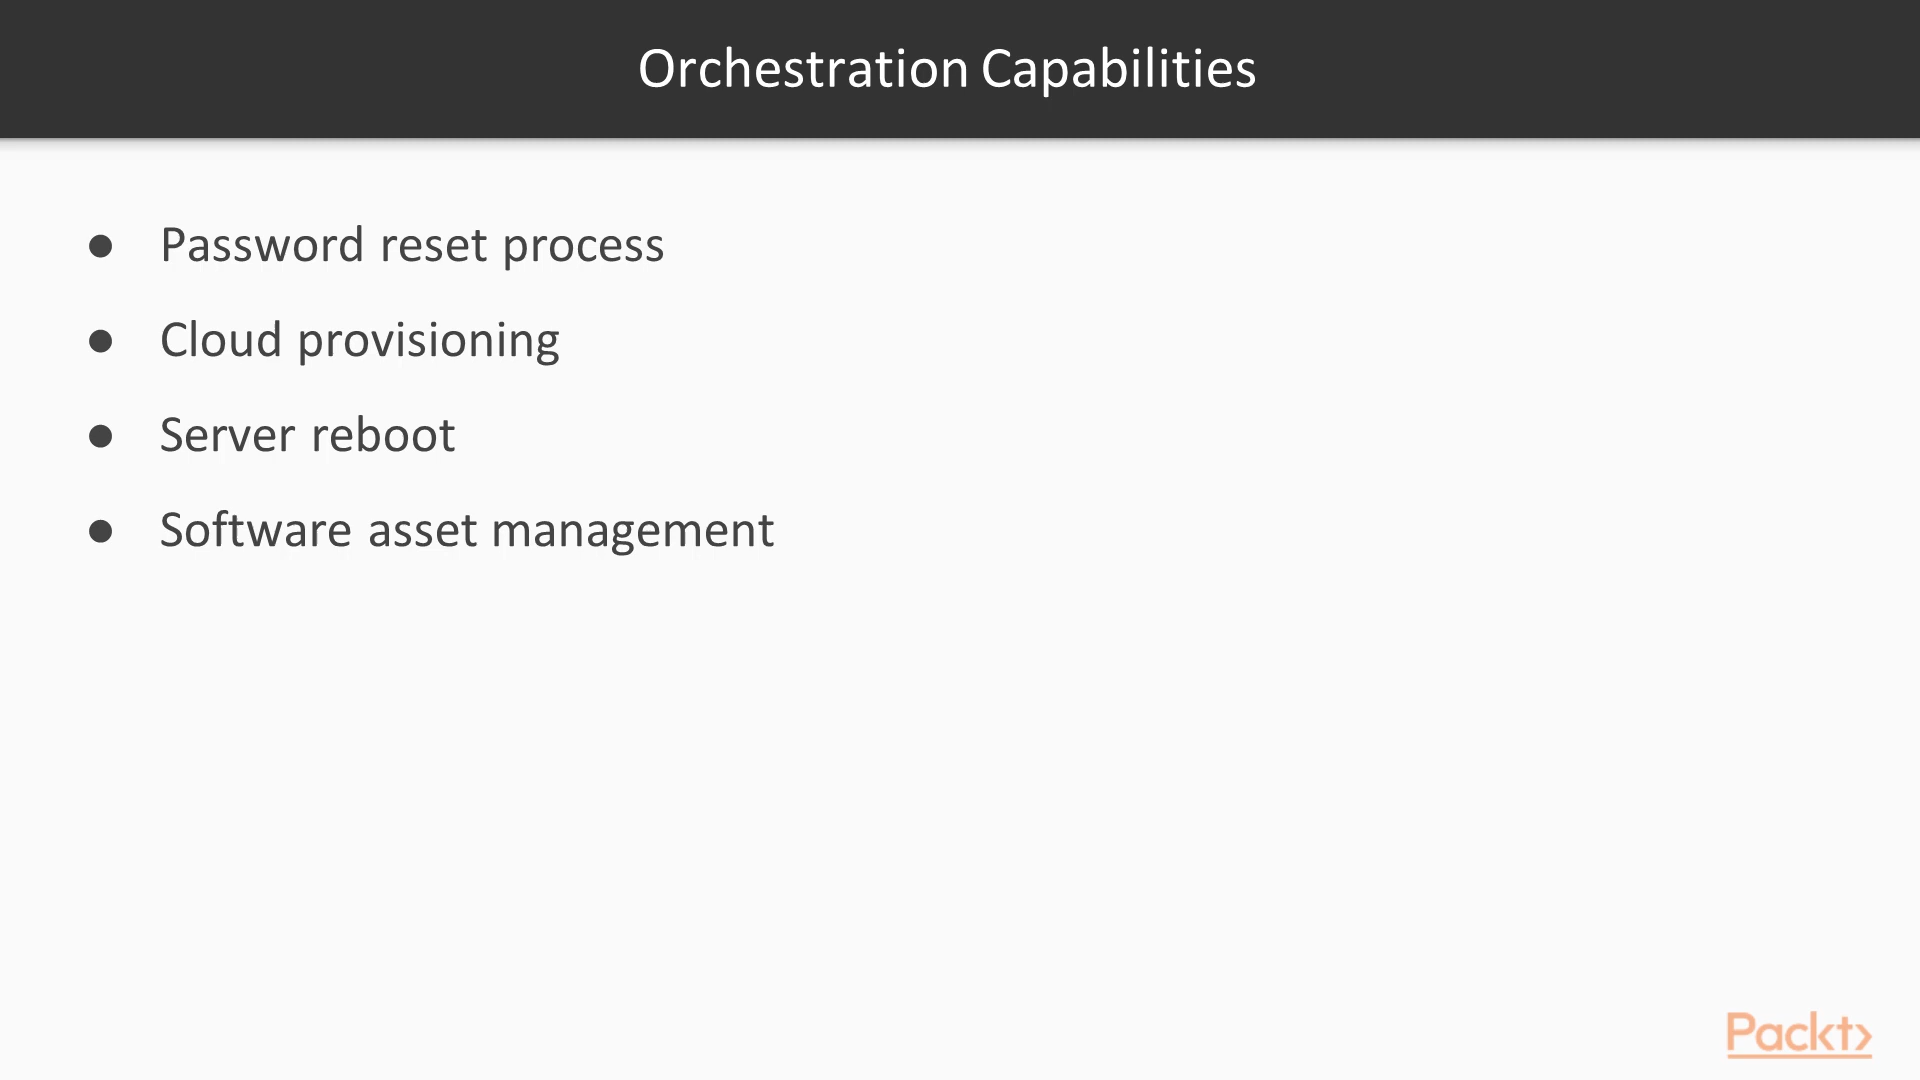 Orchestration Capabilities
● Password reset process
● Cloud provisioning
● Server reboot
● Software asset management
Packt>